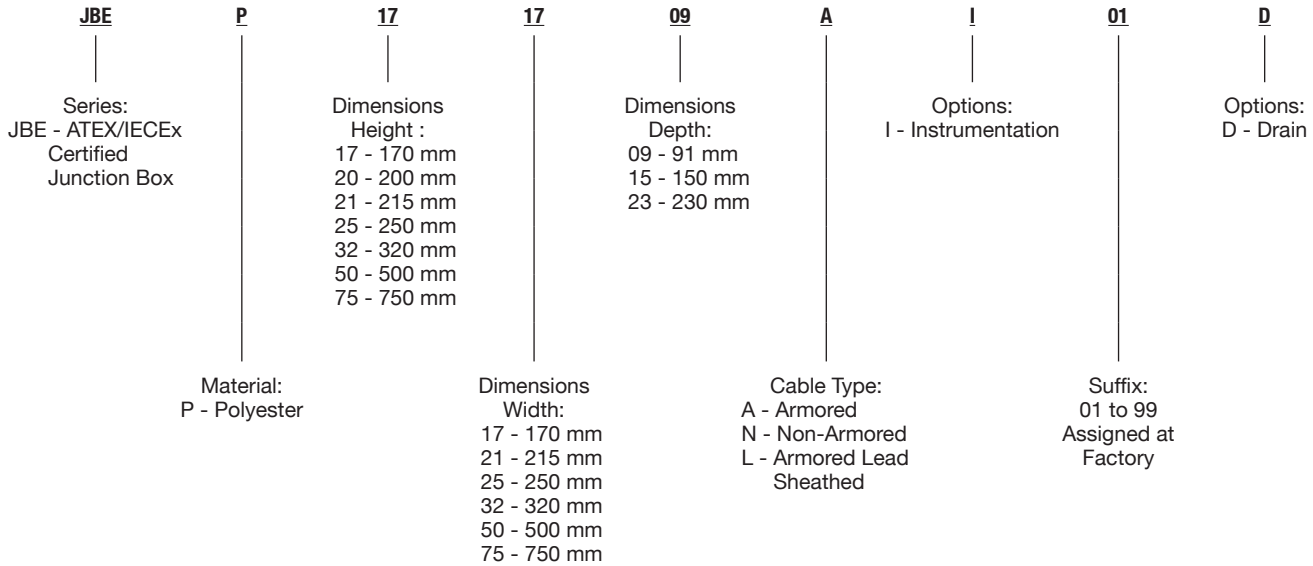 JBE P 17 17 09 A I 01 D
Series:
JBE - ATEX/IECEx
Certified
Junction Box
Dimensions
Height :
17 - 170 mm
20 - 200 mm
21 - 215 mm
25 - 250 mm
32 - 320 mm
50 - 500 mm
75 - 750 mm
Dimensions
Depth:
09 - 91 mm
15 - 150 mm
23 - 230 mm
Options:
I - Instrumentation
Options:
D - Drain
Material:
P - Polyester
Dimensions
Width:
17 - 170 mm
21 - 215 mm
25 - 250 mm
32 - 320 mm
50 - 500 mm
75 - 750 mm
Cable Type:
A - Armored
N - Non-Armored
L - Armored Lead
Sheathed
Suffix:
01 to 99
Assigned at
Factory